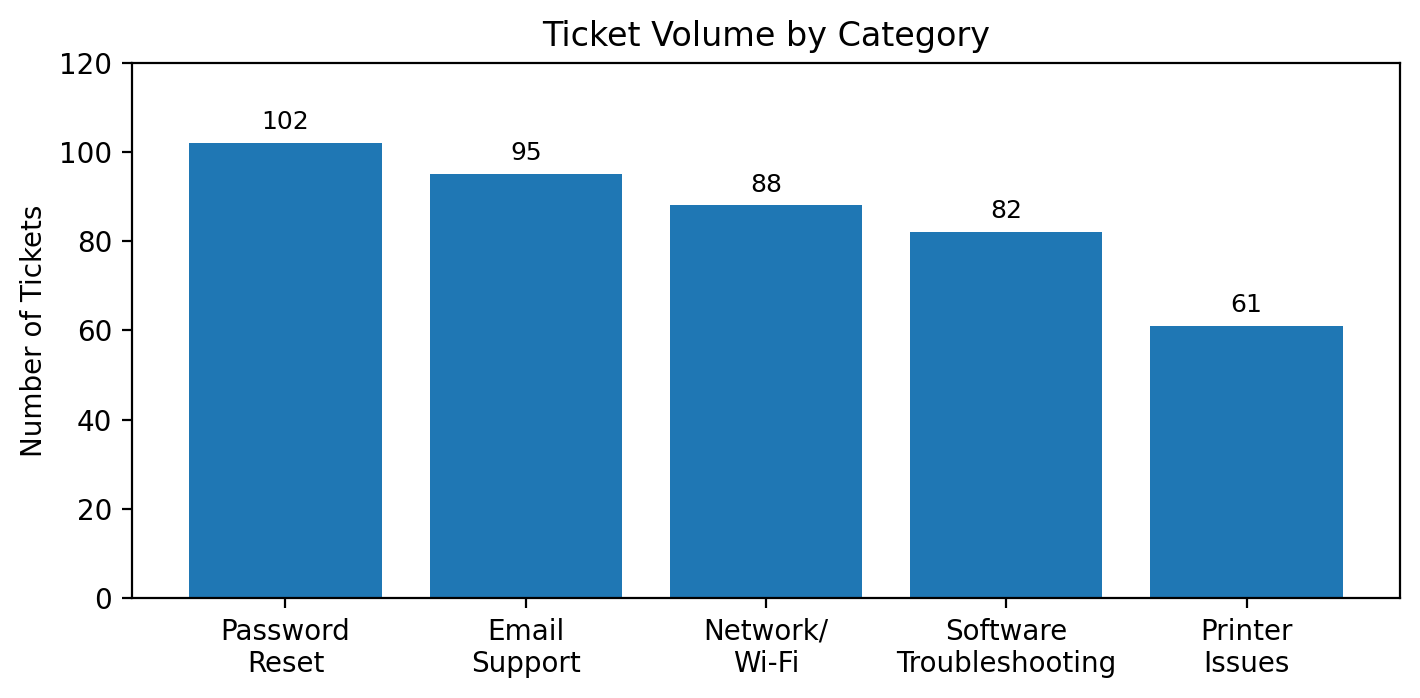 Ticket Volume by Category
120
100
80
60
40
20
0
Number of Tickets
102
95
88
82
61
Password
Reset
Email
Support
Network/
Wi-Fi
Software
Troubleshooting
Printer
Issues